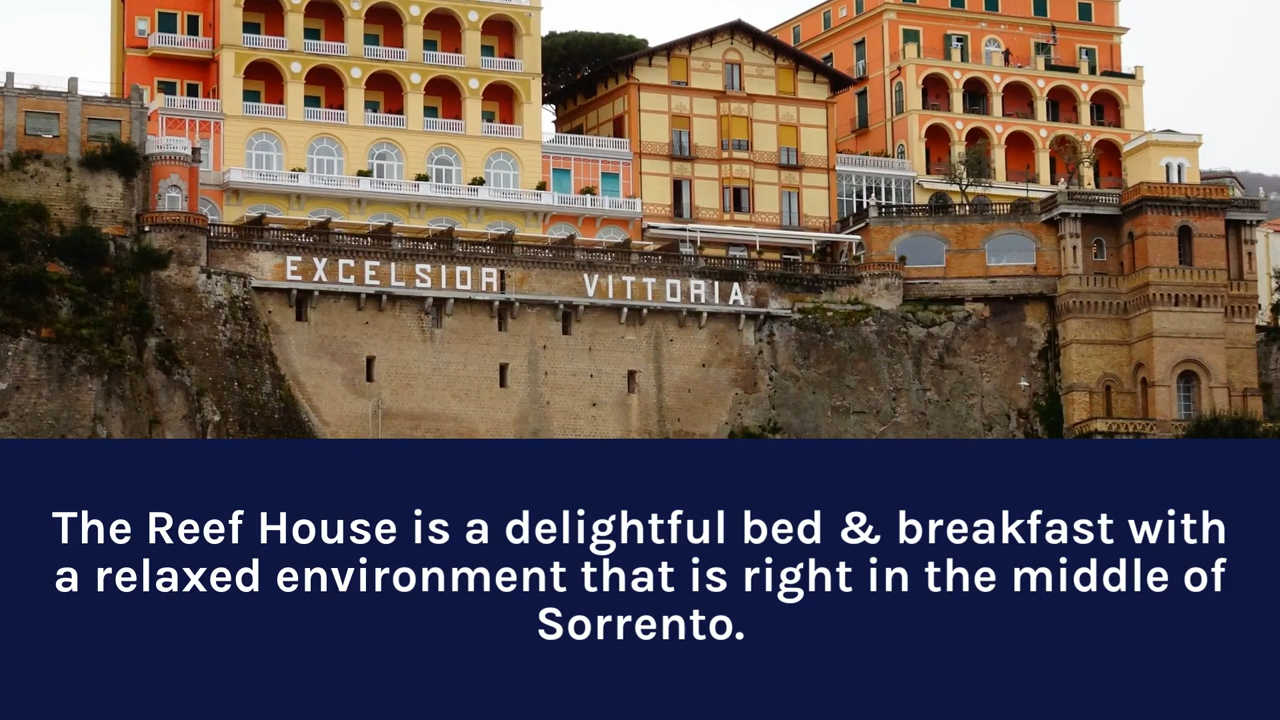 EXCELSIOR VITTORIA
The Reef House is a delightful bed & breakfast with
a relaxed environment that is right in the middle of
Sorrento.